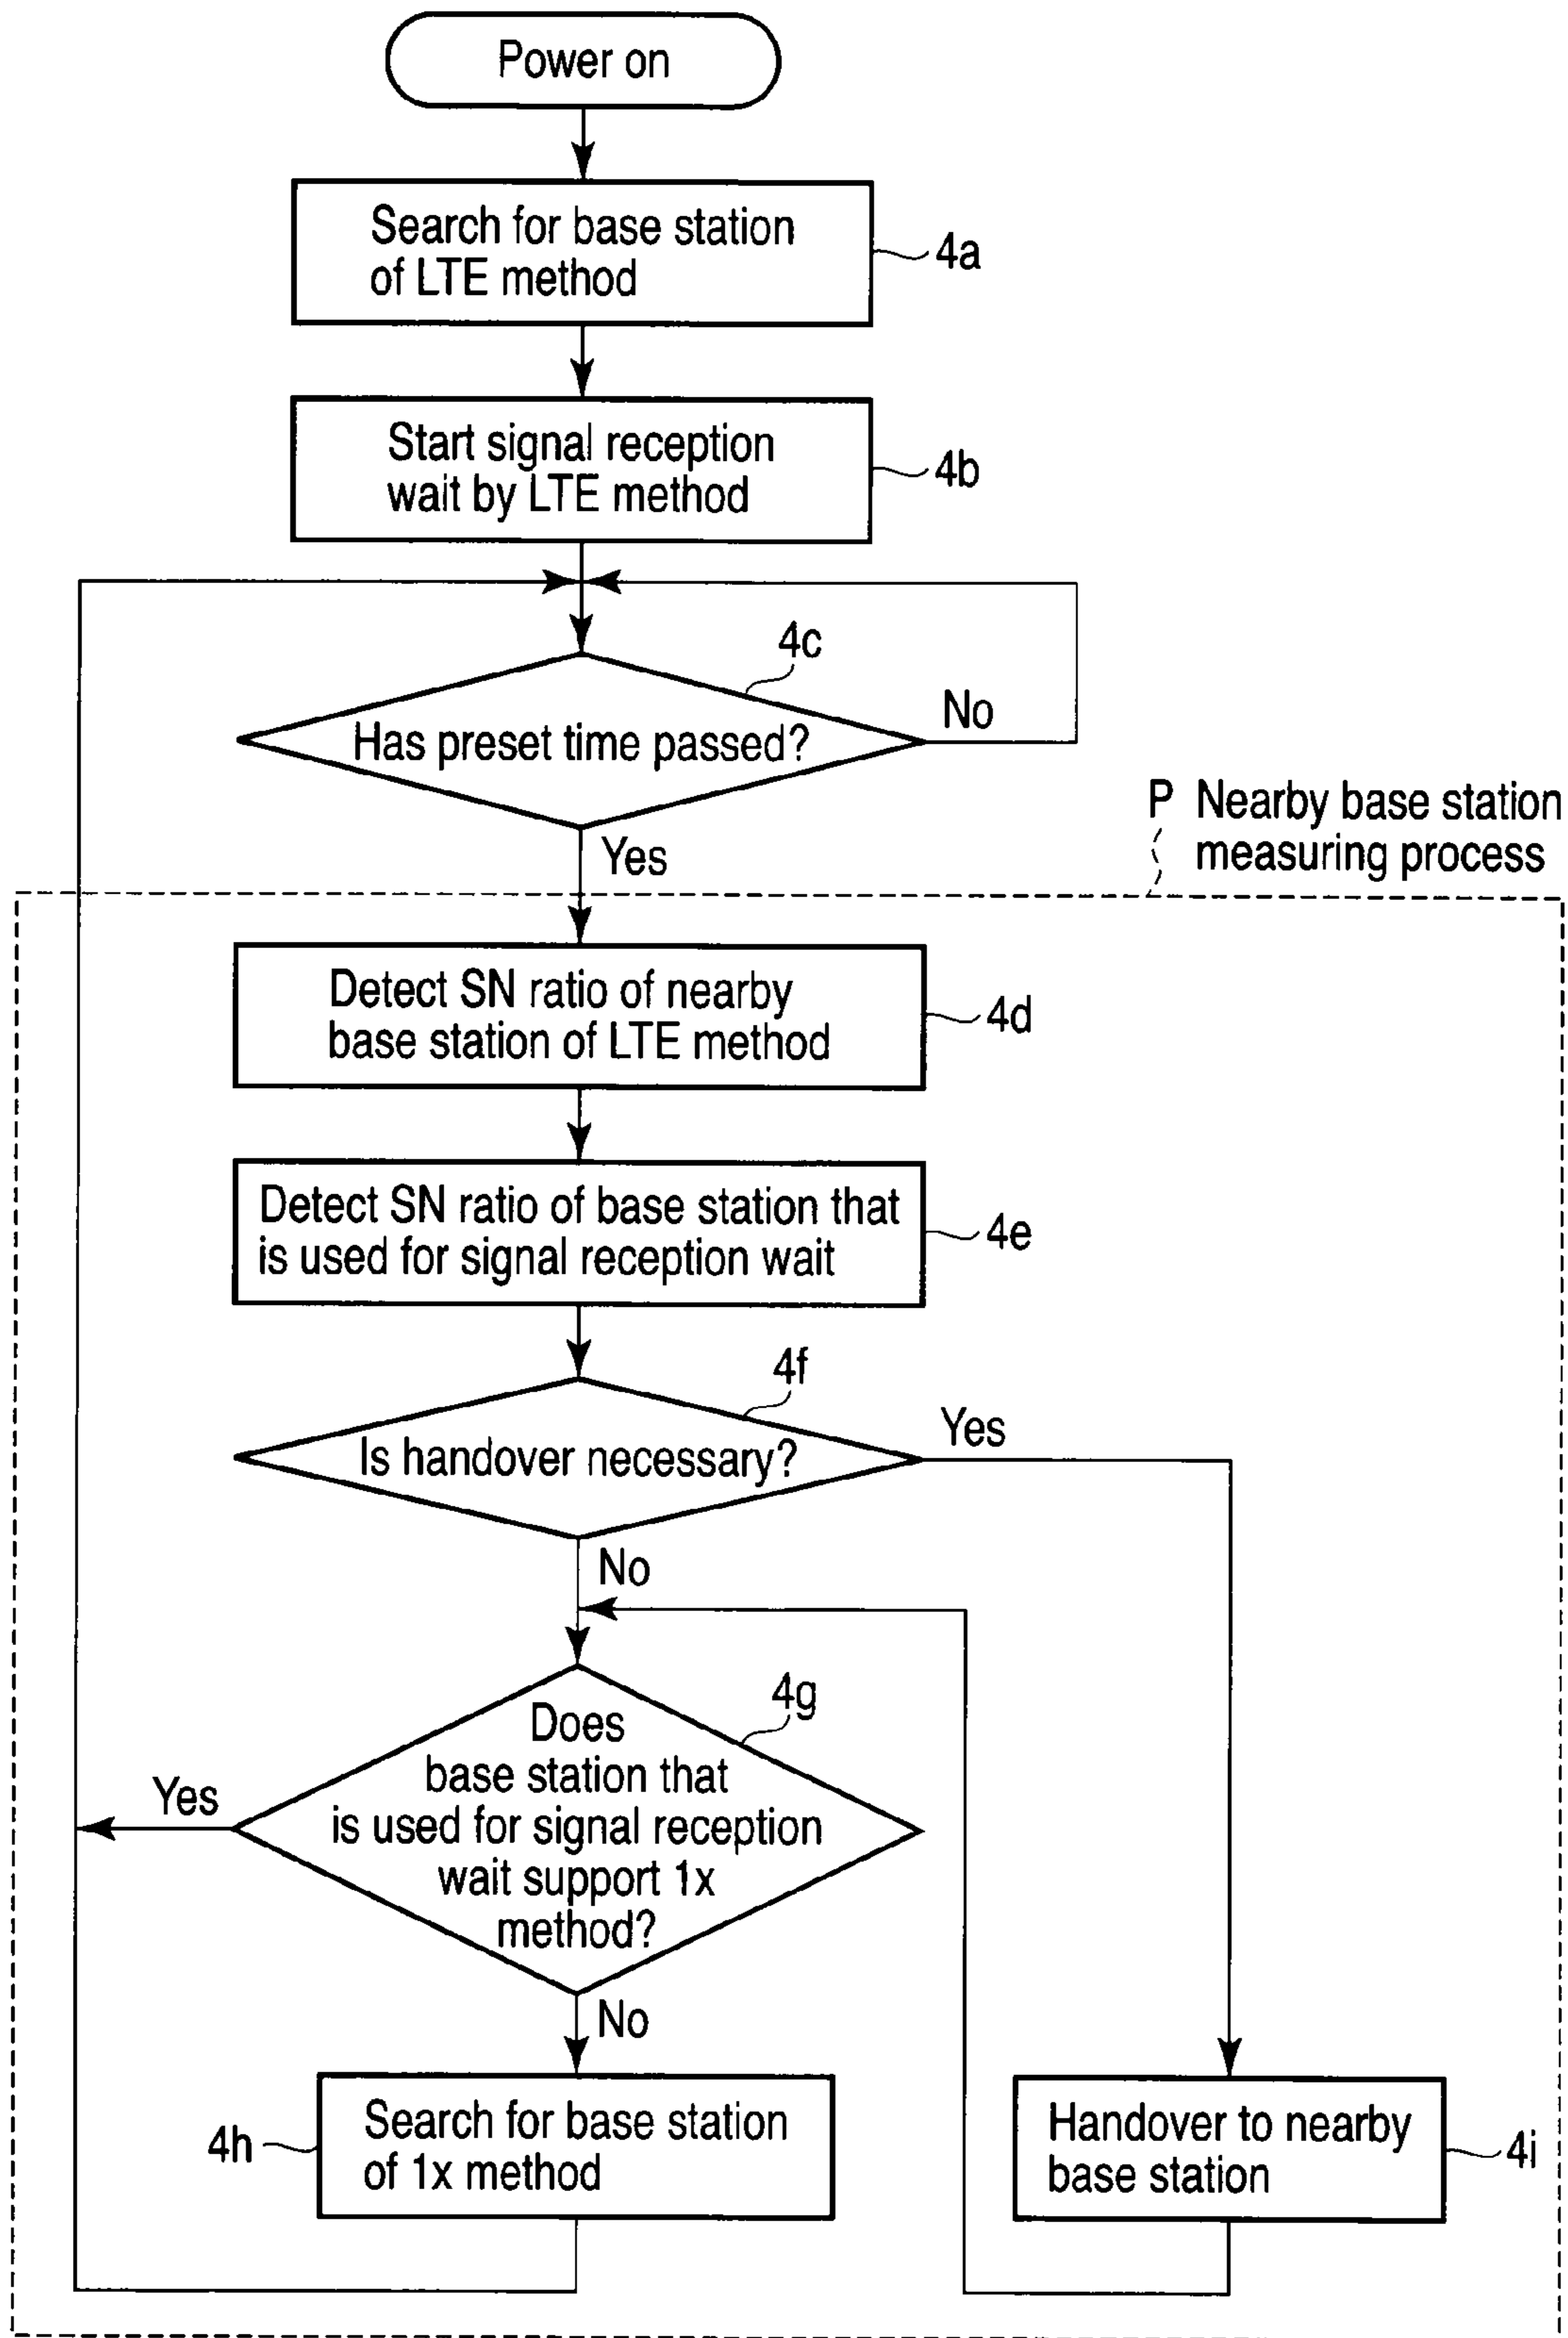 Power on
Search for base station
of LTE method
4a
Start signal reception
wait by LTE method
4b
4c
Has preset time passed?
No
Yes
P Nearby base station
measuring process
Detect SN ratio of nearby
base station of LTE method
4d
Detect SN ratio of base station that
is used for signal reception wait
4e
4f
Is handover necessary?
Yes
No
4g
Does
base station that
is used for signal reception
wait support 1x
method?
Yes
No
4h
Search for base station
of 1x method
Handover to nearby
base station
4i